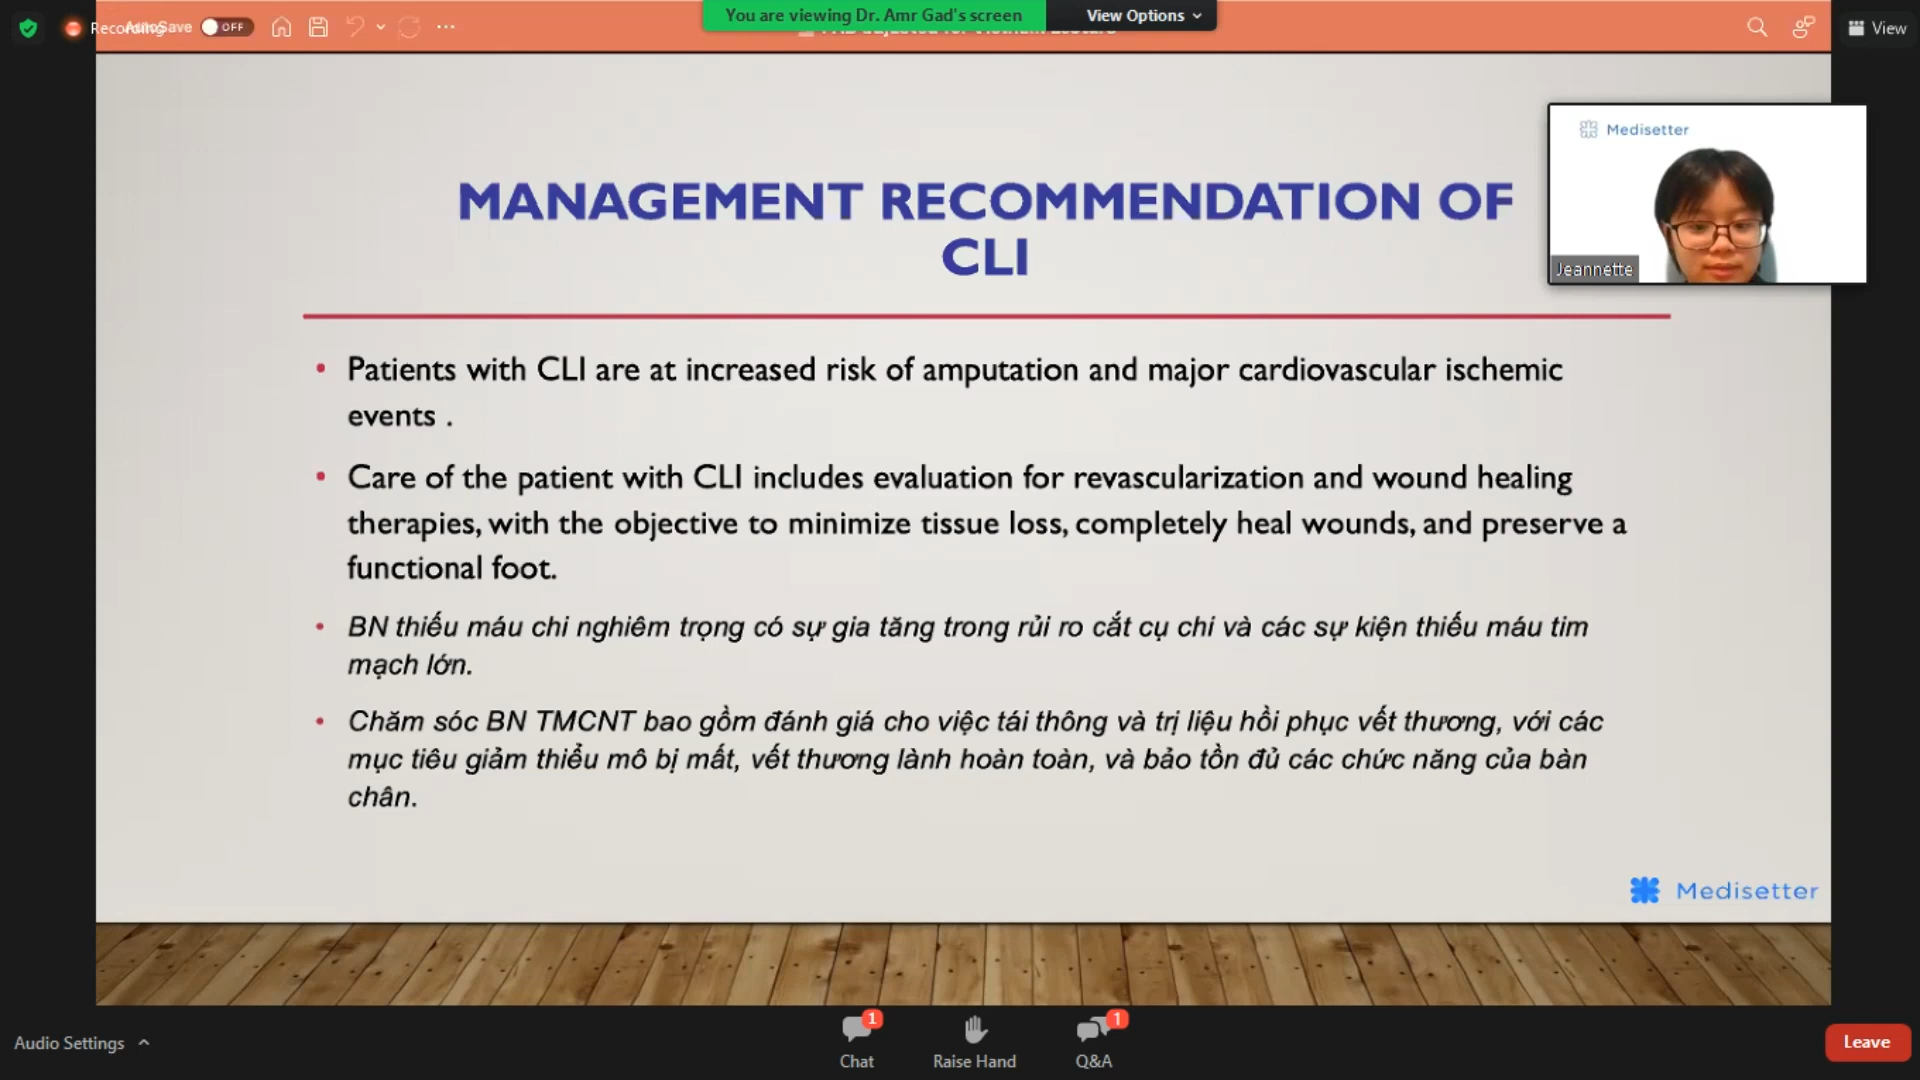 Recording
AutoSave OFF
You are viewing Dr. Amr Gad's screen
View Options
View
Medisetter
Jeannette
MANAGEMENT RECOMMENDATION OF
CLI
• Patients with CLI are at increased risk of amputation and major cardiovascular ischemic
events .
• Care of the patient with CLI includes evaluation for revascularization and wound healing
therapies, with the objective to minimize tissue loss, completely heal wounds, and preserve a
functional foot.
• BN thiếu máu chi nghiêm trọng có sự gia tăng trong rủi ro cắt cụ chi và các sự kiện thiếu máu tim
mạch lớn.
• Chăm sóc BN TMCNT bao gồm đánh giá cho việc tái thông và trị liệu hồi phục vết thương, với các
mục tiêu giảm thiểu mô bị mất, vết thương lành hoàn toàn, và bảo tồn đủ các chức năng của bàn
chân.
Medisetter
Audio Settings
1
Chat
Raise Hand
1
Q&A
Leave